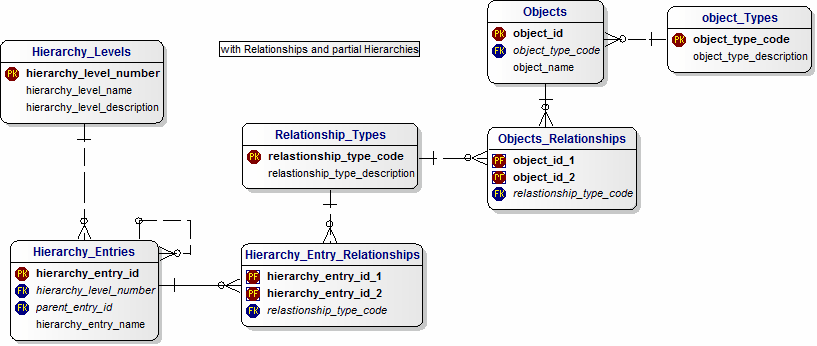 Objects
PK object_id
FK object_type_code
object_name
object_Types
PK object_type_code
object_type_description
with Relationships and partial Hierarchies
Hierarchy_Levels
PK hierarchy_level_number
hierarchy_level_name
hierarchy_level_description
Relationship_Types
PK relastionship_type_code
relastionship_type_description
Objects_Relationships
PF object_id_1
PF object_id_2
FK relastionship_type_code
Hierarchy_Entries
PK hierarchy_entry_id
FK hierarchy_level_number
FK parent_entry_id
hierarchy_entry_name
Hierarchy_Entry_Relationships
PF hierarchy_entry_id_1
PF hierarchy_entry_id_2
FK relastionship_type_code